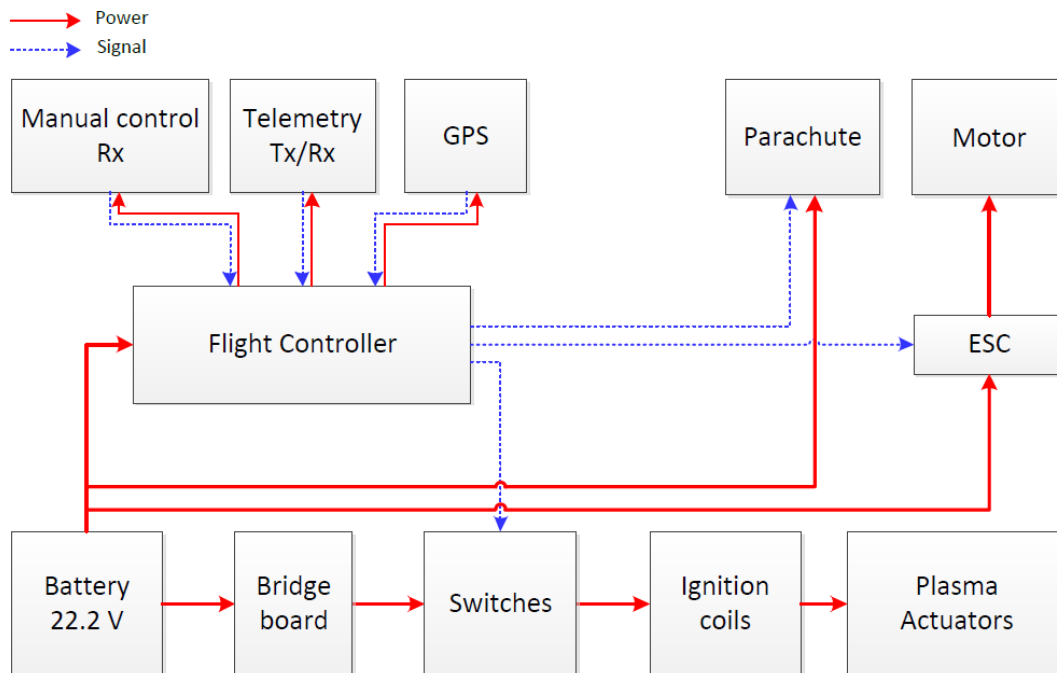 Power
Signal
Manual control
Rx
Telemetry
Tx/Rx
GPS
Parachute
Motor
Flight Controller
ESC
Battery
22.2 V
Bridge
board
Switches
Ignition
coils
Plasma
Actuators